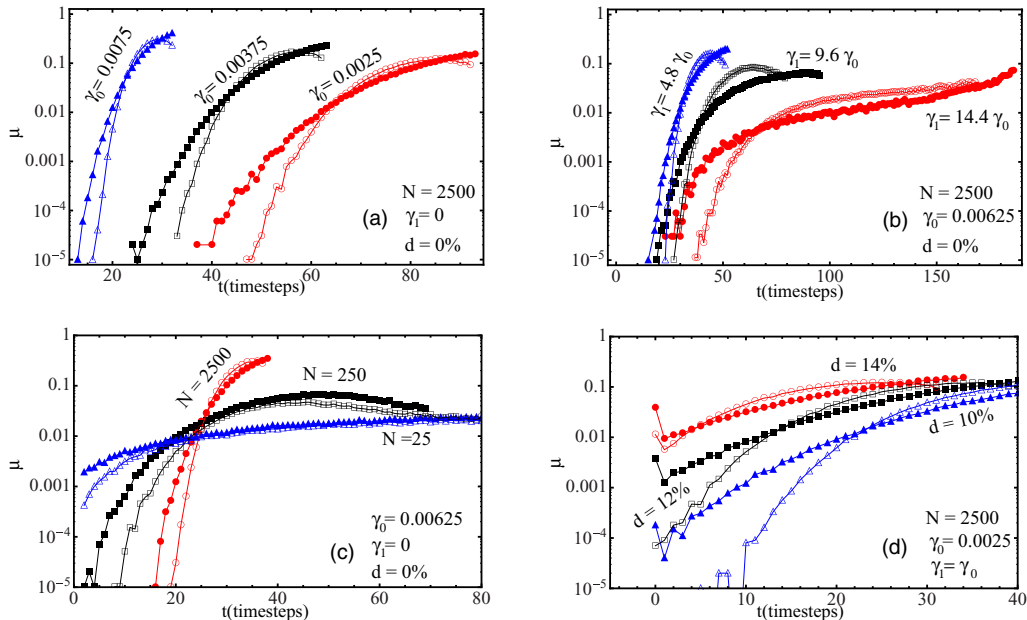 1
0.1
0.01
0.001
10⁻⁴
10⁻⁵
μ
γ₀= 0.0075
γ₀= 0.00375
γ₀= 0.0025
(a)
N = 2500
γ₁= 0
d = 0%
20
40
60
80
t(timesteps)
1
0.1
0.01
0.001
10⁻⁴
10⁻⁵
μ
γ₁= 4.8 γ₀
γ₁= 9.6 γ₀
γ₁= 14.4 γ₀
(b)
N = 2500
γ₀= 0.00625
d = 0%
0
50
100
150
t(timesteps)
1
0.1
0.01
0.001
10⁻⁴
10⁻⁵
μ
N = 2500
N = 250
N =25
(c)
γ₀= 0.00625
γ₁= 0
d = 0%
0
20
40
60
80
t(timesteps)
1
0.1
0.01
0.001
10⁻⁴
10⁻⁵
μ
d = 14%
d = 10%
d = 12%
(d)
N = 2500
γ₀= 0.0025
γ₁= γ₀
0
10
20
30
40
t(timesteps)